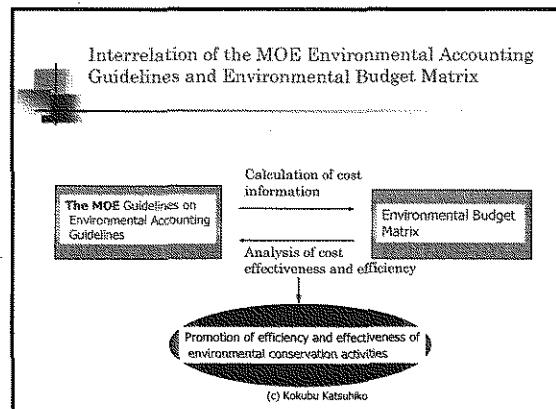 Interrelation of the MOE Environmental Accounting
Guidelines and Environmental Budget Matrix
Calculation of cost
information
The MOE Guidelines on
Environmental Accounting
Guidelines
Environmental Budget
Matrix
Analysis of cost
effectiveness and efficiency
Promotion of efficiency and effectiveness of
environmental conservation activities
(c) Kokubu Katsuhiko